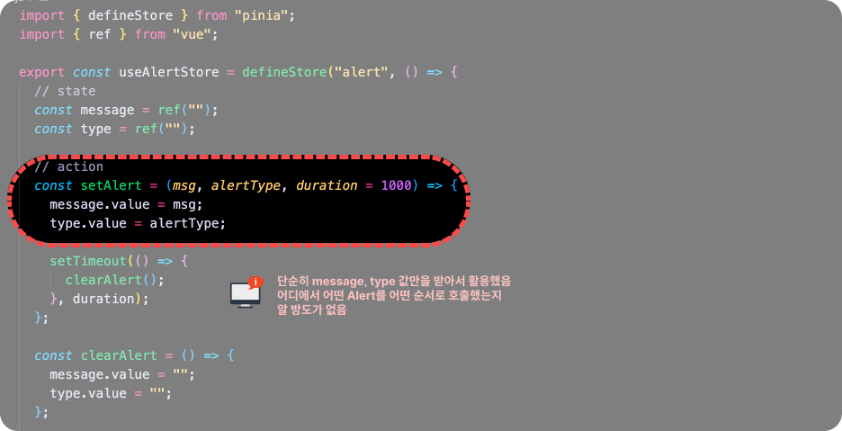 import { defineStore } from "pinia";
import { ref } from "vue";
export const useAlertStore = defineStore("alert", () => {
// state
const message = ref("");
const type = ref("");
// action
const setAlert = (msg, alertType, duration = 1000) => {
message.value = msg;
type.value = alertType;
setTimeout(() => {
clearAlert();
}, duration);
};
단순히 message, type 값만을 받아서 활용했음
어디에서 어떤 Alert를 어떤 순서로 호출했는지
알 방도가 없음
const clearAlert = () => {
message.value = "";
type.value = "";
};